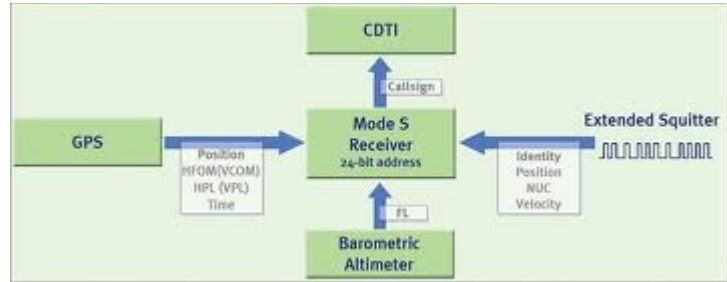 CDTI
Callsign
GPS
Position
HFOM(VCOM)
HPL (VPL)
Time
Mode S
Receiver
24-bit address
Extended Squitter
Identity
Position
NUC
Velocity
FL
Barometric
Altimeter